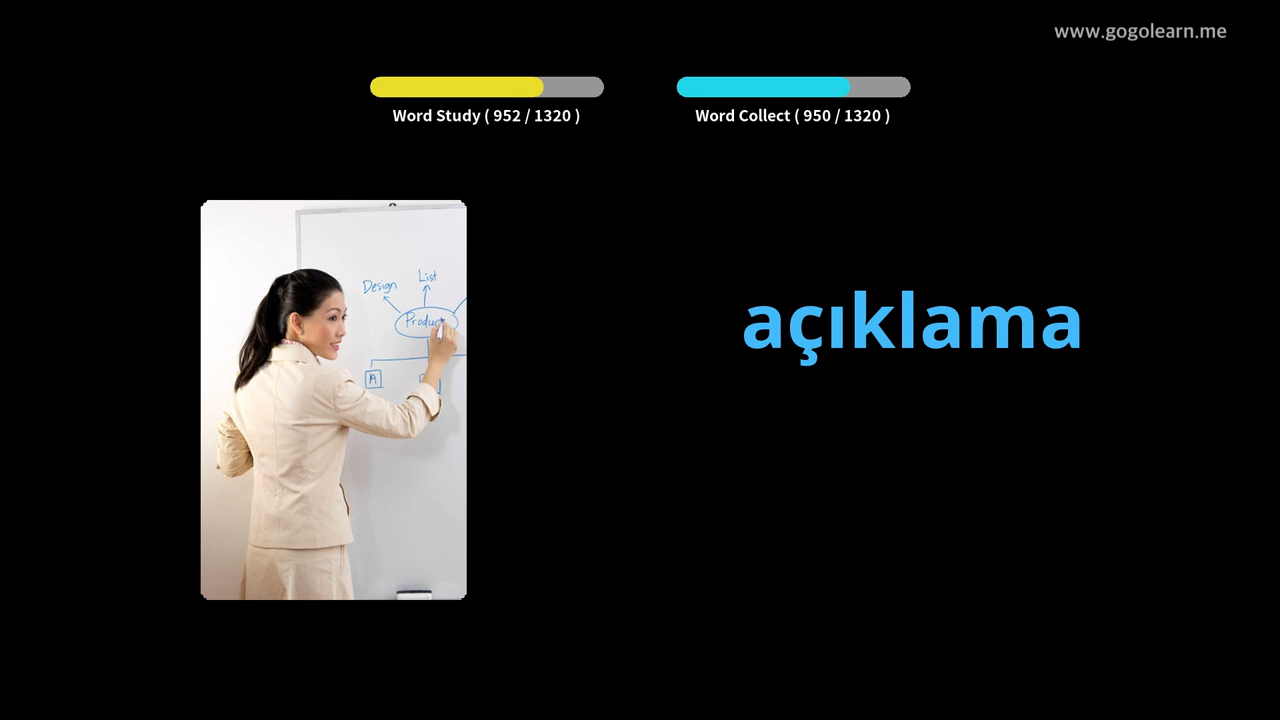 www.gogolearn.me
Word Study ( 952 / 1320 )
Word Collect ( 950 / 1320 )
açıklama
List
Design
Product
A